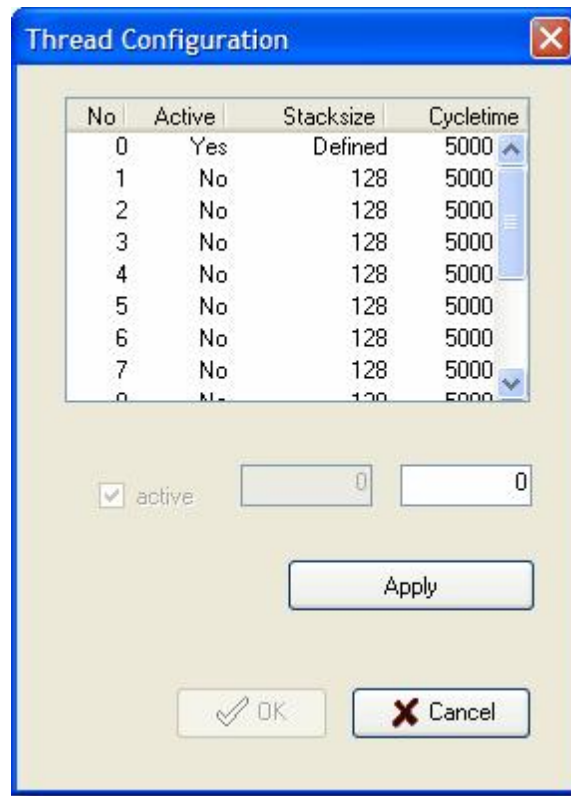 Thread Configuration
No Active Stacksize Cycletime
0 Yes Defined 5000
1 No 128 5000
2 No 128 5000
3 No 128 5000
4 No 128 5000
5 No 128 5000
6 No 128 5000
7 No 128 5000
active 0 0
Apply
OK Cancel